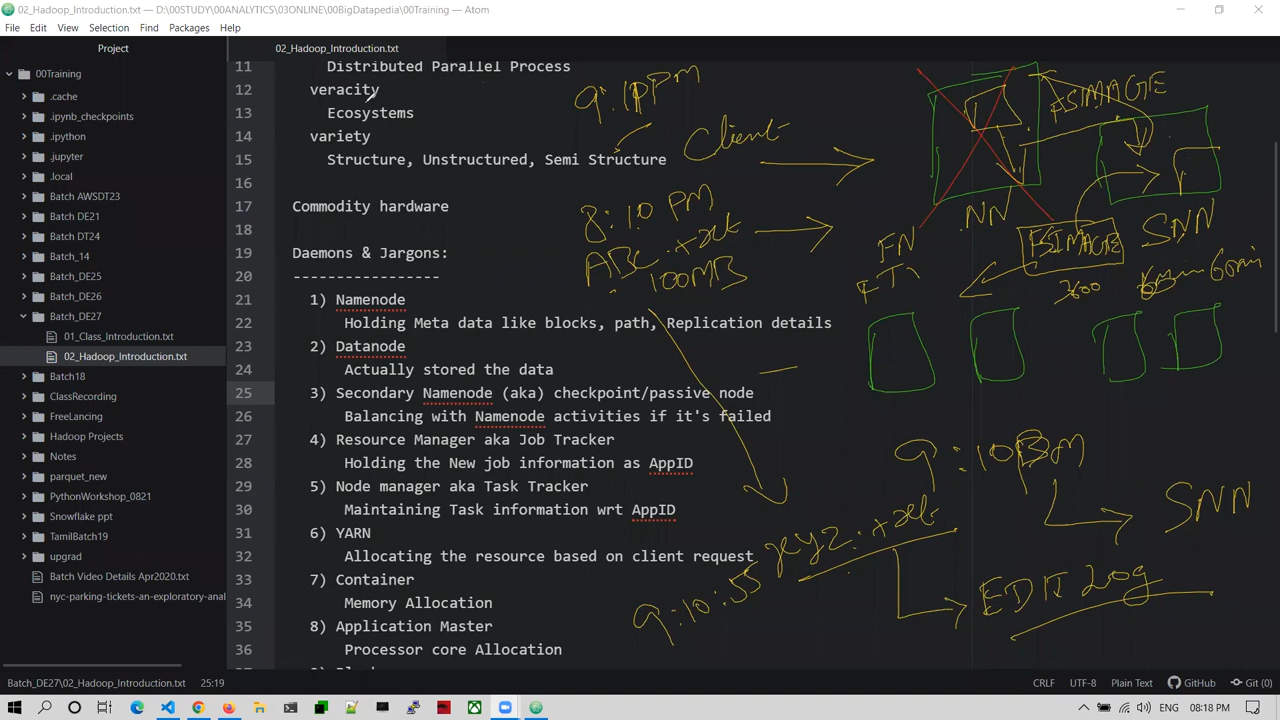 02_Hadoop_Introduction.txt — D:\00STUDY\00ANALYTICS\03ONLINE\00BigDatapedia\00Training — Atom
File Edit View Selection Find Packages Help
Project
00Training
.cache
.ipynb_checkpoints
.ipython
.jupyter
.local
Batch AWSDT23
Batch DE21
Batch DT24
Batch_14
Batch_DE25
Batch_DE26
Batch_DE27
01_Class_Introduction.txt
02_Hadoop_Introduction.txt
Batch18
ClassRecording
FreeLancing
Hadoop Projects
Notes
parquet_new
PythonWorkshop_0821
Snowflake ppt
TamilBatch19
upgrad
Batch Video Details Apr2020.txt
nyc-parking-tickets-an-exploratory-anal
02_Hadoop_Introduction.txt
11 Distributed Parallel Process
12 veracity
13 Ecosystems
14 variety
15 Structure, Unstructured, Semi Structure
16
17 Commodity hardware
18
19 Daemons & Jargons:
20 -----------------
21 1) Namenode
22 Holding Meta data like blocks, path, Replication details
23 2) Datanode
24 Actually stored the data
25 3) Secondary Namenode (aka) checkpoint/passive node
26 Balancing with Namenode activities if it's failed
27 4) Resource Manager aka Job Tracker
28 Holding the New job information as AppID
29 5) Node manager aka Task Tracker
30 Maintaining Task information wrt AppID
31 6) YARN
32 Allocating the resource based on client request
33 7) Container
34 Memory Allocation
35 8) Application Master
36 Processor core Allocation
Client
FSIMAGE
8:10 PM
ABC.txt
100MB
NN
FN
FSIMAGE
SNN
3600
60mi
SNN
xyz.txt
9:10:55
EDIT Log
Batch_DE27\02_Hadoop_Introduction.txt 25:19
CRLF UTF-8 Plain Text GitHub Git (0)
ENG 08:18 PM